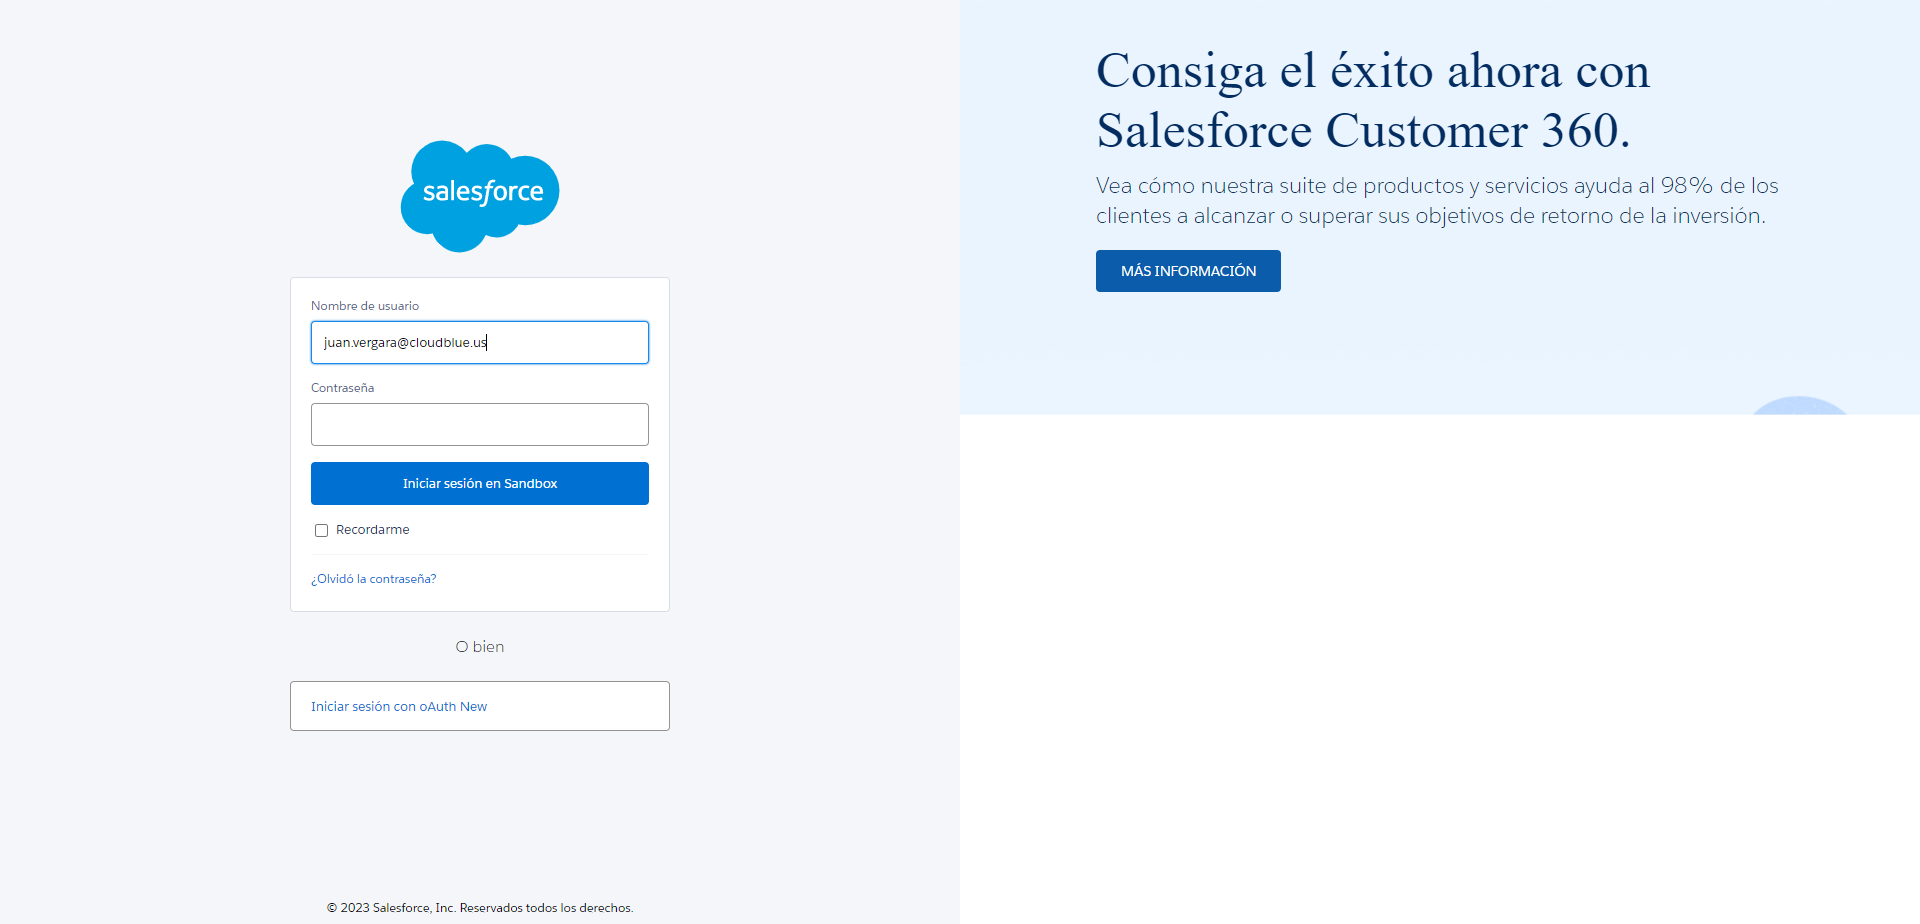 salesforce
Nombre de usuario
juan.vergara@cloudblue.us
Contraseña
Iniciar sesión en Sandbox
Recordarme
¿Olvidó la contraseña?
O bien
Iniciar sesión con oAuth New
© 2023 Salesforce, Inc. Reservados todos los derechos.
Consiga el éxito ahora con
Salesforce Customer 360.
Vea cómo nuestra suite de productos y servicios ayuda al 98% de los
clientes a alcanzar o superar sus objetivos de retorno de la inversión.
MÁS INFORMACIÓN